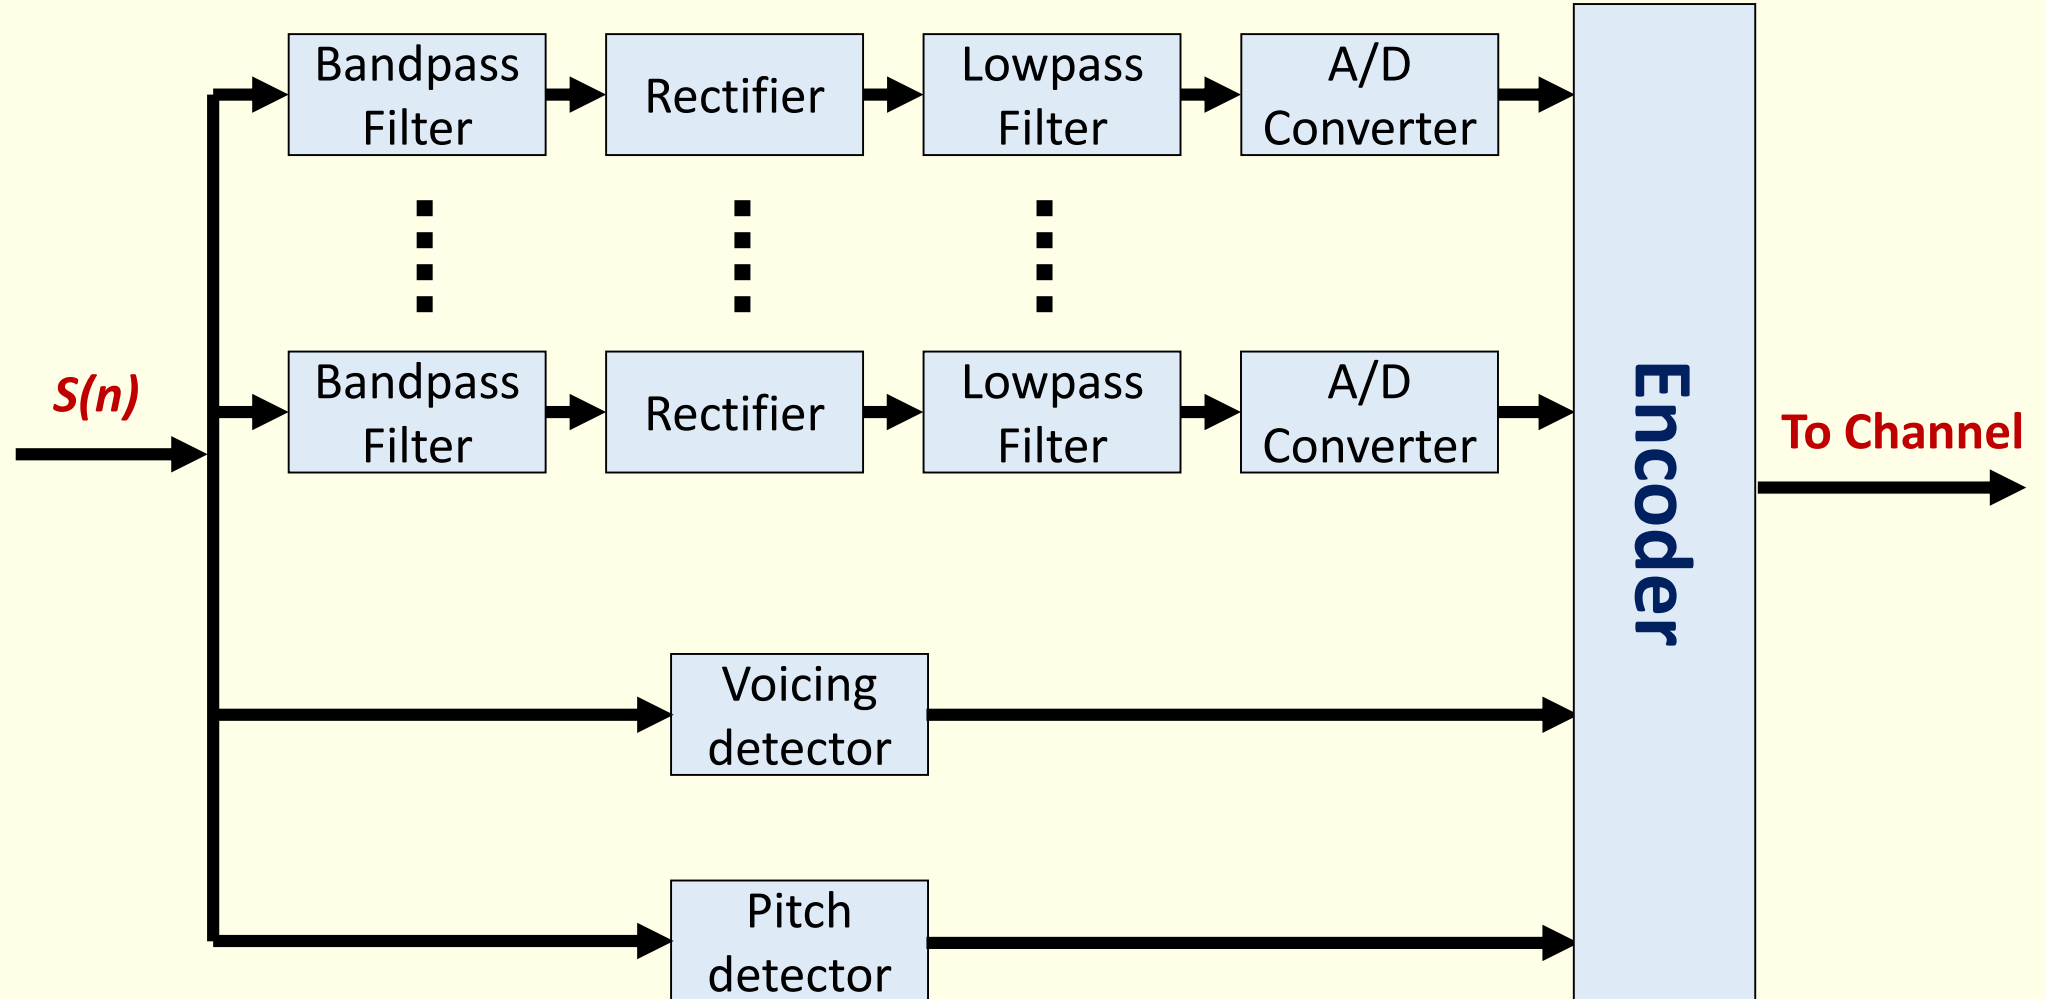 Bandpass
Filter
Rectifier
Lowpass
Filter
A/D
Converter
S(n)
Bandpass
Filter
Rectifier
Lowpass
Filter
A/D
Converter
Encoder
To Channel
Voicing
detector
Pitch
detector